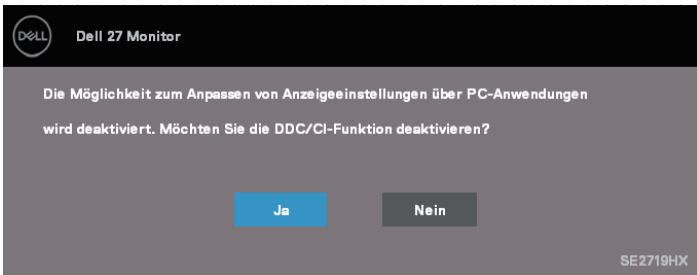 DELL
Dell 27 Monitor
Die Möglichkeit zum Anpassen von Anzeigeeinstellungen über PC-Anwendungen
wird deaktiviert. Möchten Sie die DDC/CI-Funktion deaktivieren?
Ja
Nein
SE2719HX